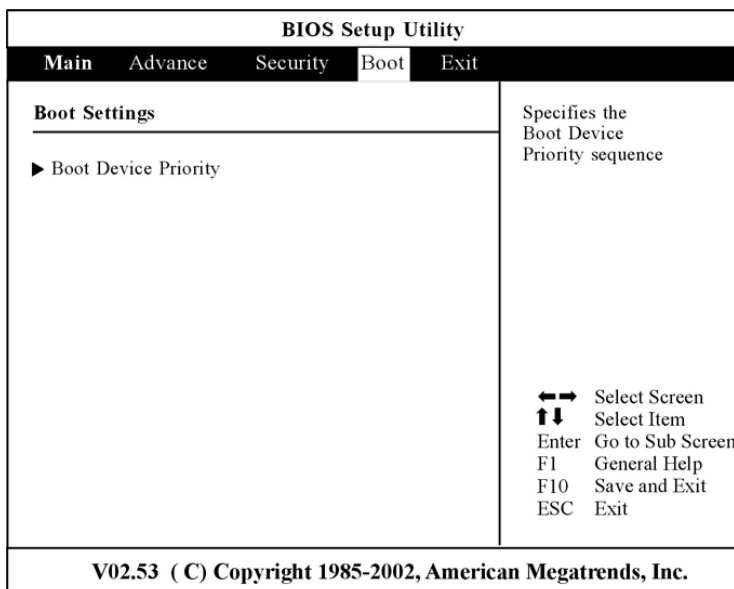 BIOS Setup Utility
Main Advance Security Boot Exit
Boot Settings
Boot Device Priority
Specifies the
Boot Device
Priority sequence
Select Screen
Select Item
Enter Go to Sub Screen
F1 General Help
F10 Save and Exit
ESC Exit
V02.53 ( C) Copyright 1985-2002, American Megatrends, Inc.